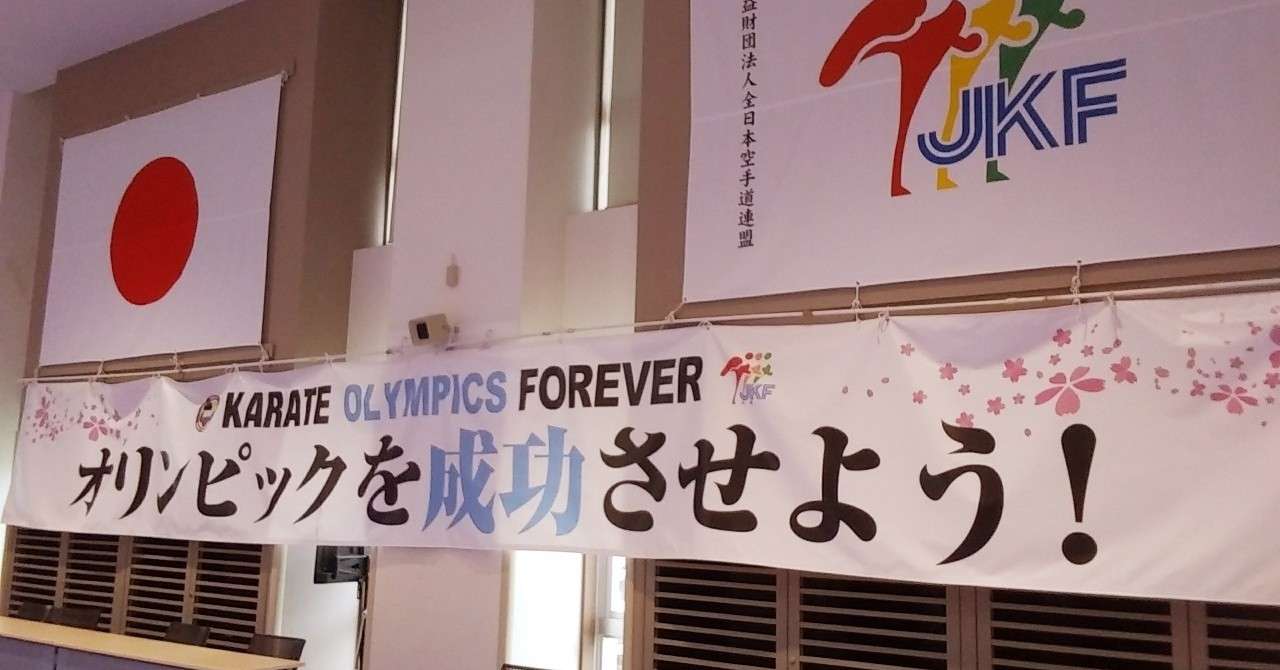 益財団法人全日本空手道連盟
JKF
KARATE OLYMPICS FOREVER
JKF
オリンピックを成功させよう!